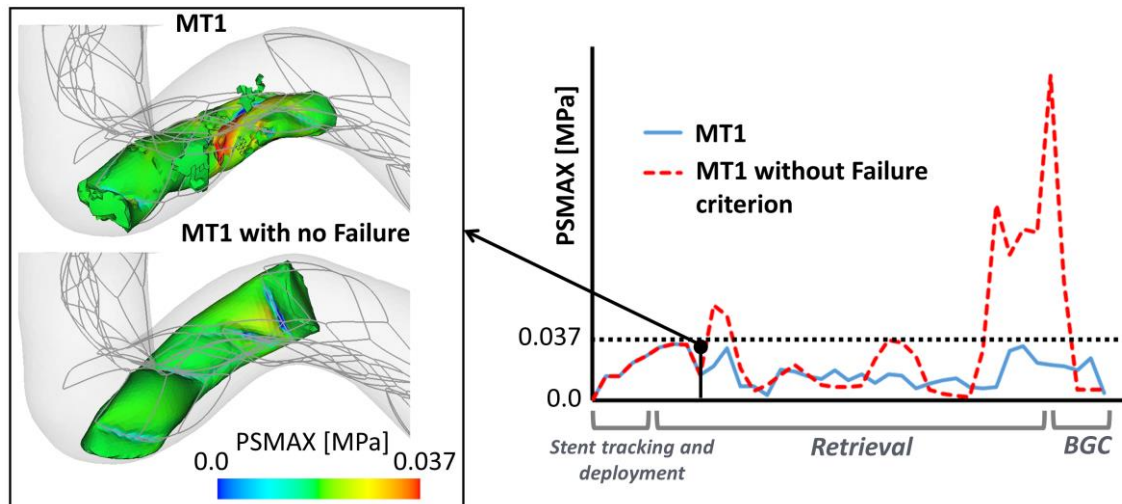 MT1
MT1 with no Failure
PSMAX [MPa]
0.0
0.037
PSMAX [MPa]
MT1
MT1 without Failure
criterion
0.037
0.0
Stent tracking and
deployment
Retrieval
BGC